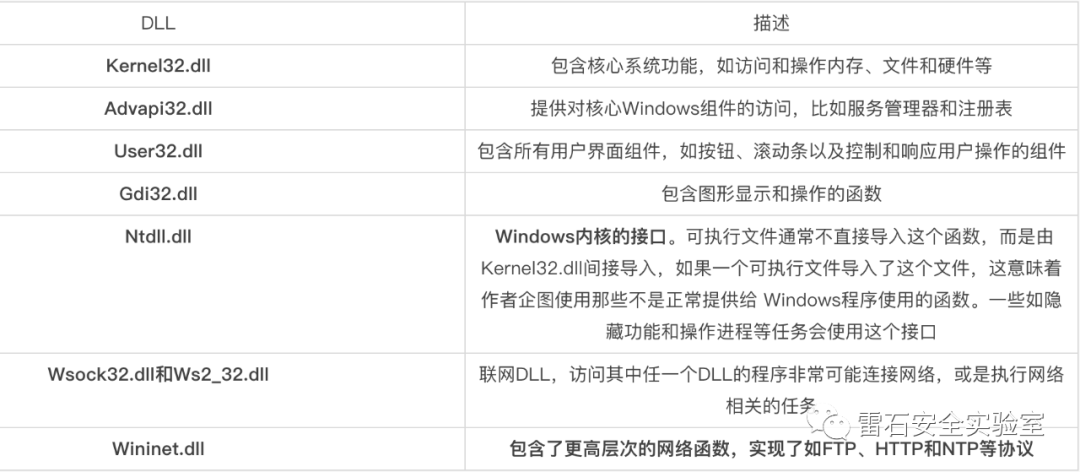 DLL 描述
Kernel32.dll 包含核心系统功能，如访问和操作内存、文件和硬件等
Advapi32.dll 提供对核心Windows组件的访问，比如服务管理器和注册表
User32.dll 包含所有用户界面组件，如按钮、滚动条以及控制和响应用户操作的组件
Gdi32.dll 包含图形显示和操作的函数
Ntdll.dll Windows内核的接口。可执行文件通常不直接导入这个函数，而是由
Kernel32.dll间接导入，如果一个可执行文件导入了这个文件，这意味着
作者企图使用那些不是正常提供给 Windows程序使用的函数。一些如隐
藏功能和操作进程等任务会使用这个接口
Wsock32.dll和Ws2_32.dll 联网DLL，访问其中任一个DLL的程序非常可能连接网络，或是执行网络
相关的任务
雷石安全实验室
Wininet.dll 包含了更高层次的网络函数，实现了如FTP、HTTP和NTP等协议